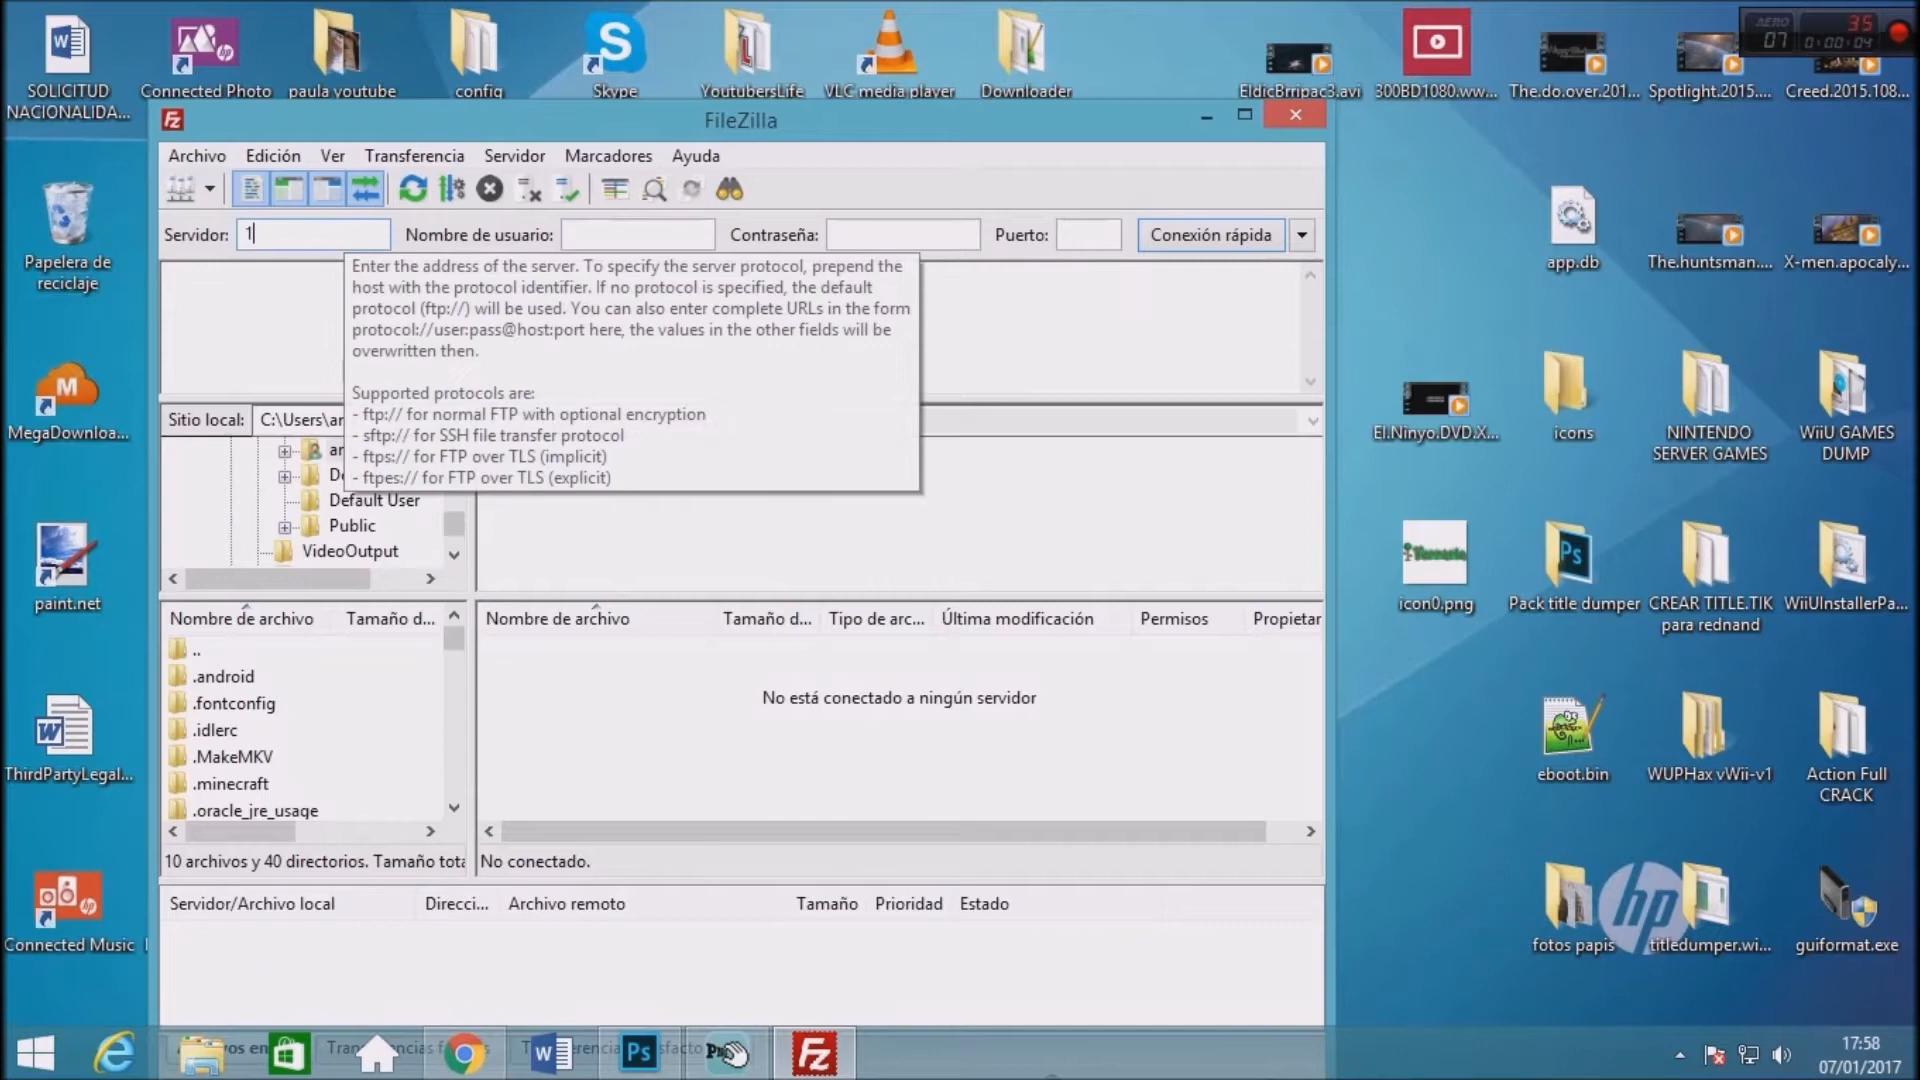 SOLICITUD
NACIONALIDA...
Connected Photo
paula youtube
config
Skype
YoutubersLife
VLC media player
Downloader
EldicBrripac3.avi
300BD1080.ww...
The.do.over.201...
Spotlight.2015....
Creed.2015.108...
AERO
07
35
0:00:04
FileZilla
Archivo Edición Ver Transferencia Servidor Marcadores Ayuda
Servidor: 1 Nombre de usuario: Contraseña: Puerto: Conexión rápida
Enter the address of the server. To specify the server protocol, prepend the
host with the protocol identifier. If no protocol is specified, the default
protocol (ftp://) will be used. You can also enter complete URLs in the form
protocol://user:pass@host:port here, the values in the other fields will be
overwritten then.
Supported protocols are:
- ftp:// for normal FTP with optional encryption
- sftp:// for SSH file transfer protocol
- ftps:// for FTP over TLS (implicit)
- ftpes:// for FTP over TLS (explicit)
Sitio local: C:\Users\ar
ar
De
Default User
Public
VideoOutput
Nombre de archivo Tamaño d...
..
.android
.fontconfig
.idlerc
.MakeMKV
.minecraft
.oracle_jre_usage
10 archivos y 40 directorios. Tamaño tota
Nombre de archivo Tamaño d... Tipo de arc... Última modificación Permisos Propietar
No está conectado a ningún servidor
No conectado.
Servidor/Archivo local Direcci... Archivo remoto Tamaño Prioridad Estado
Papelera de
reciclaje
MegaDownloa...
paint.net
ThirdPartyLegal...
Connected Music
app.db
The.huntsman....
X-men.apocaly...
El.Ninyo.DVD.X...
icons
NINTENDO
SERVER GAMES
WiiU GAMES
DUMP
icon0.png
Pack title dumper
CREAR TITLE.TIK
para rednand
WiiUInstallerPa...
eboot.bin
WUPHax vWii-v1
Action Full
CRACK
fotos papis
titledumper.wi...
guiformat.exe
hp
17:58
07/01/2017